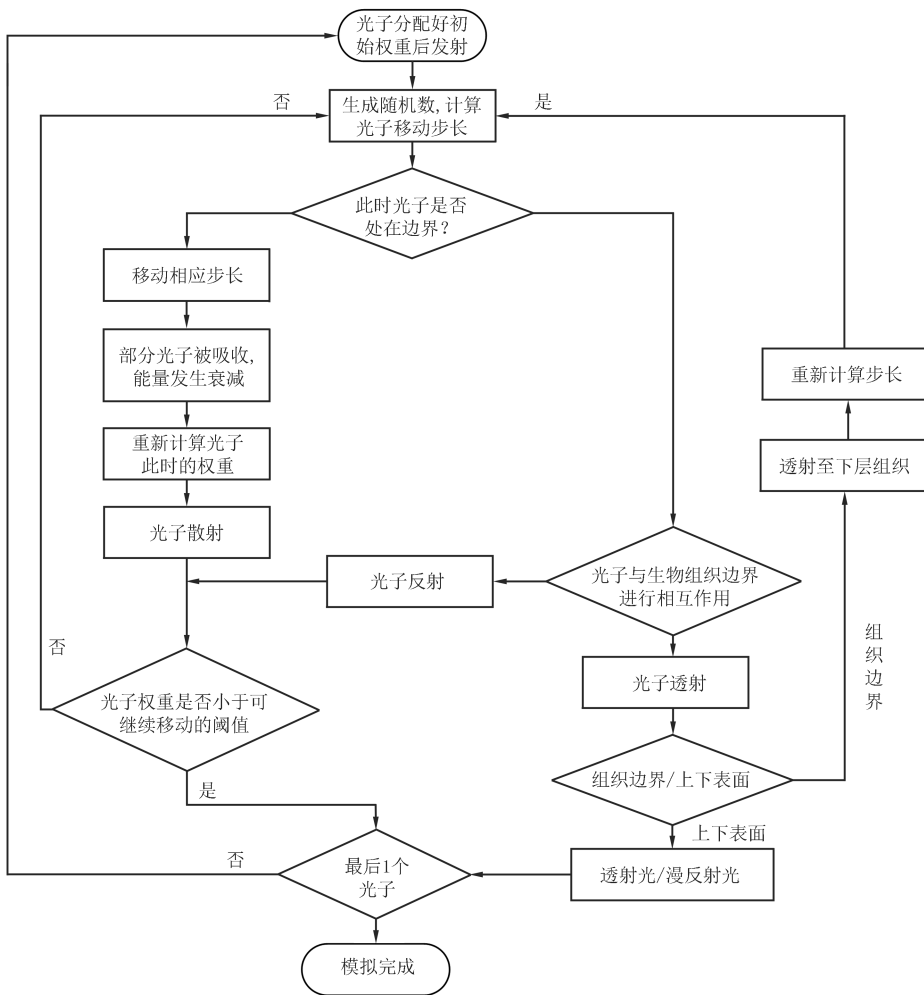 光子分配好初
始权重后发射
否
生成随机数,计算
光子移动步长
是
此时光子是否
处在边界?
移动相应步长
部分光子被吸收,
能量发生衰减
重新计算步长
重新计算光子
此时的权重
透射至下层组织
光子散射
光子反射
光子与生物组织边界
进行相互作用
组
织
边
界
否
光子透射
光子权重是否小于可
继续移动的阈值
组织边界/上下表面
是
上下表面
否
最后1个
光子
透射光/漫反射光
模拟完成